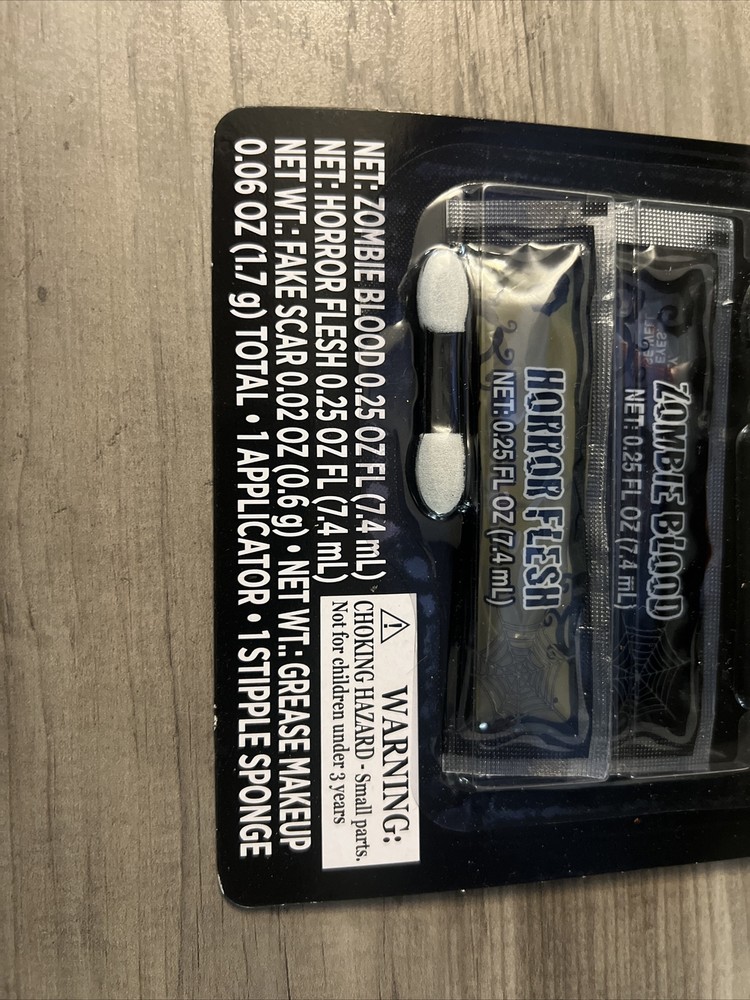 ZOMBIE BLOOD
NET: 0.25 FL OZ (7.4 mL)
HORROR FLESH
NET: 0.25 FL OZ (7.4 mL)
NET: ZOMBIE BLOOD 0.25 OZ FL (7.4 mL)
NET: HORROR FLESH 0.25 OZ FL (7.4 mL)
NET WT.: FAKE SCAR 0.02 OZ (0.6 g) • NET WT.: GREASE MAKEUP
0.06 OZ (1.7 g) TOTAL • 1 APPLICATOR • 1 STIPPLE SPONGE
WARNING:
CHOKING HAZARD - Small parts.
Not for children under 3 years